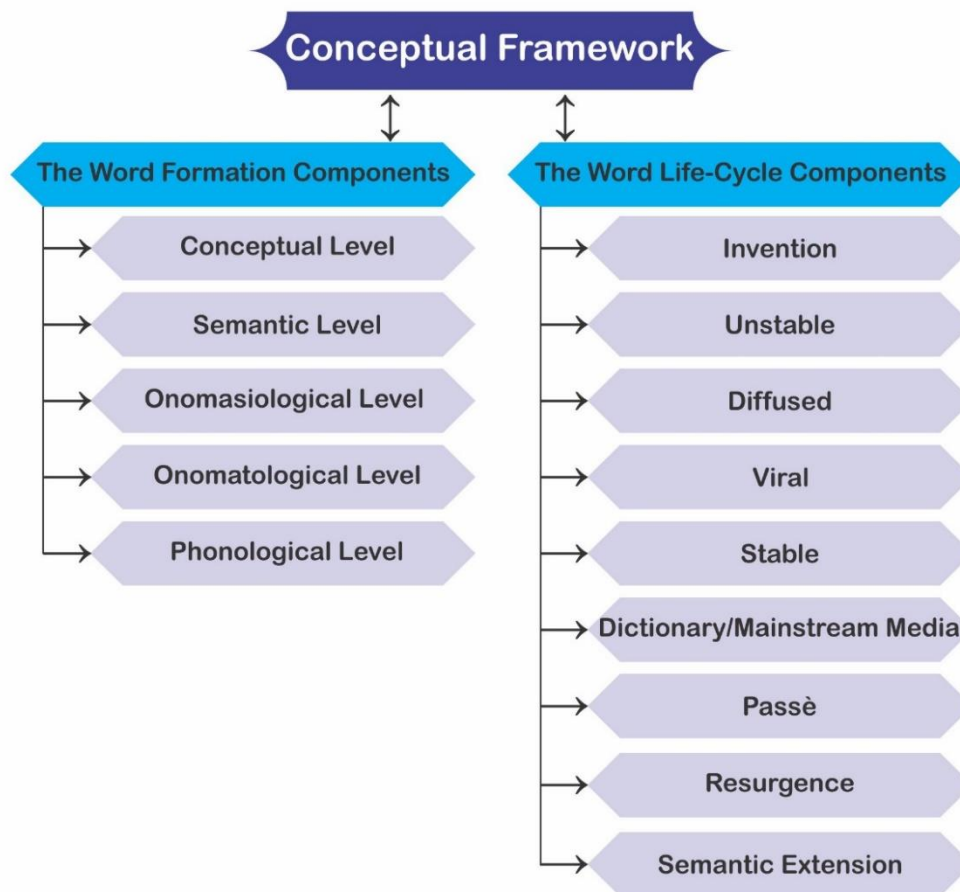 Conceptual Framework
The Word Formation Components
Conceptual Level
Semantic Level
Onomasiological Level
Onomatological Level
Phonological Level
The Word Life-Cycle Components
Invention
Unstable
Diffused
Viral
Stable
Dictionary/Mainstream Media
Passè
Resurgence
Semantic Extension